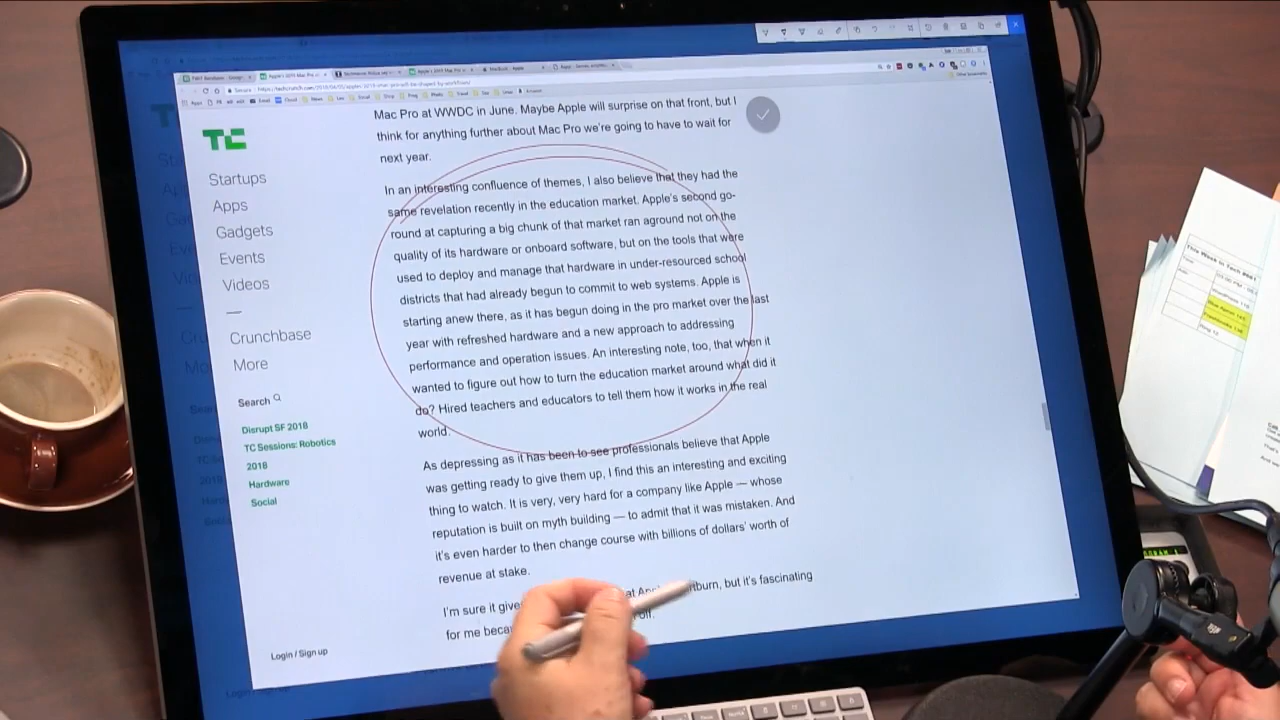 Mac Pro at WWDC in June. Maybe Apple will surprise on that front, but I
think for anything further about Mac Pro we're going to have to wait for
next year.
In an interesting confluence of themes, I also believe that they had the
same revelation recently in the education market. Apple's second go-
round at capturing a big chunk of that market ran aground not on the
quality of its hardware or onboard software, but on the tools that were
used to deploy and manage that hardware in under-resourced school
districts that had already begun to commit to web systems. Apple is
starting anew there, as it has begun doing in the pro market over the last
year with refreshed hardware and a new approach to addressing
performance and operation issues. An interesting note, too, that when it
wanted to figure out how to turn the education market around what did it
do? Hired teachers and educators to tell them how it works in the real
world.
As depressing as it has been to see professionals believe that Apple
was getting ready to give them up, I find this an interesting and exciting
thing to watch. It is very, very hard for a company like Apple — whose
reputation is built on myth building — to admit that it was mistaken. And
it's even harder to then change course with billions of dollars' worth of
revenue at stake.
I'm sure it give at but it's fascinating
for me
TC
Startups
Apps
Gadgets
Events
Videos
—
Crunchbase
More
Search
Disrupt SF 2018
TC Sessions: Robotics
2018
Hardware
Social
Login / Sign up
This Week in Tech